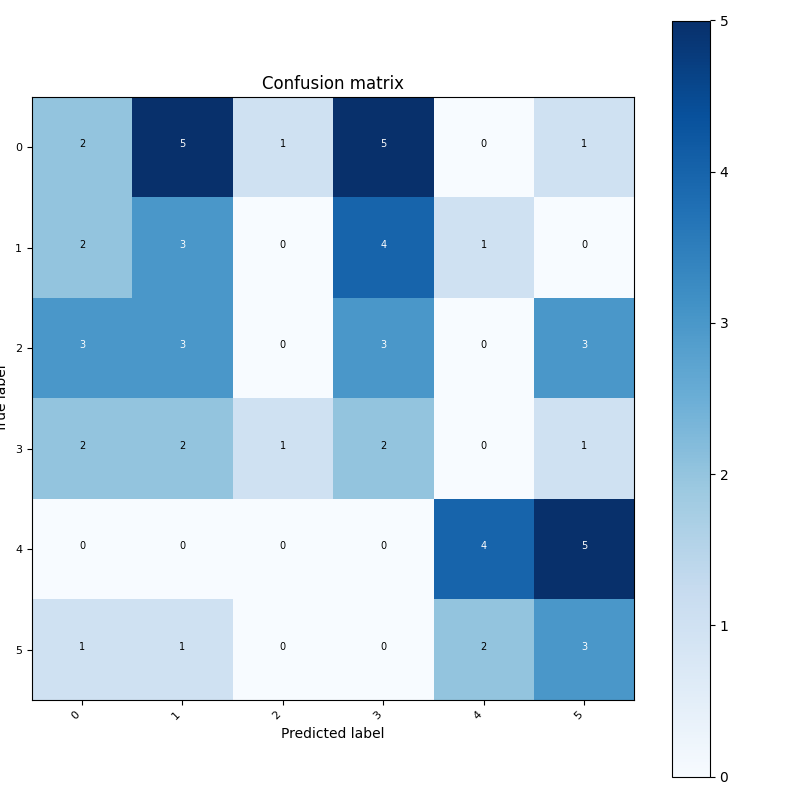 Confusion matrix
5
4
3
2
1
0
0 2 5 1 5 0 1
1 2 3 0 4 1 0
2 3 3 0 3 0 3
3 2 2 1 2 0 1
4 0 0 0 0 4 5
5 1 1 0 0 2 3
0 1 2 3 4 5
Predicted label
True label